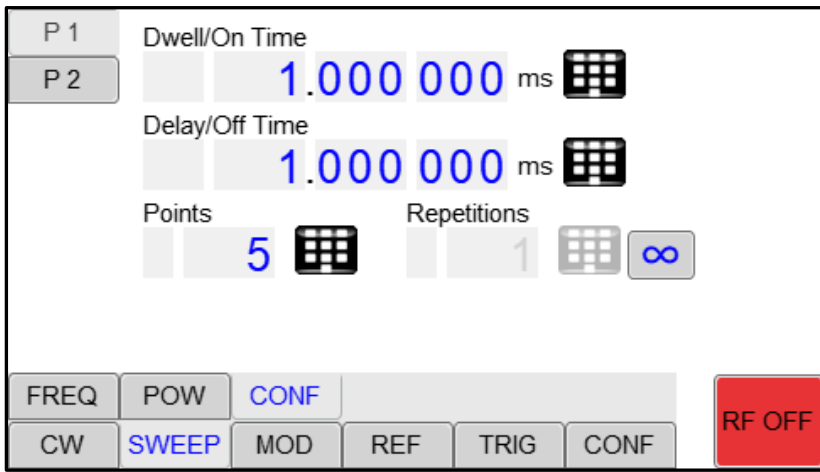 P 1
Dwell/On Time
P 2
1.000 000 ms
Delay/Off Time
1.000 000 ms
Points Repetitions
5 1 ∞
FREQ POW CONF
RF OFF
CW SWEEP MOD REF TRIG CONF